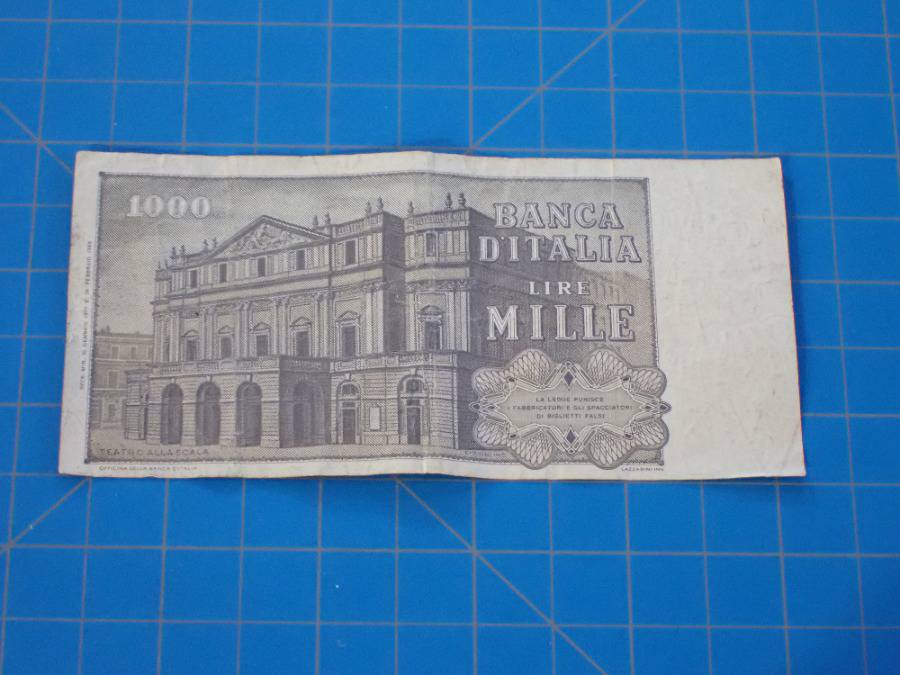 1000
BANCA
D'ITALIA
LIRE
MILLE
LA LEGGE PUNISCE
I FABBRICATORI E GLI SPACCIATORI
DI BIGLIETTI FALSI
TEATRO ALLA SCALA
OFFICINA DELLA BANCA D'ITALIA
LAZZARINI INV.